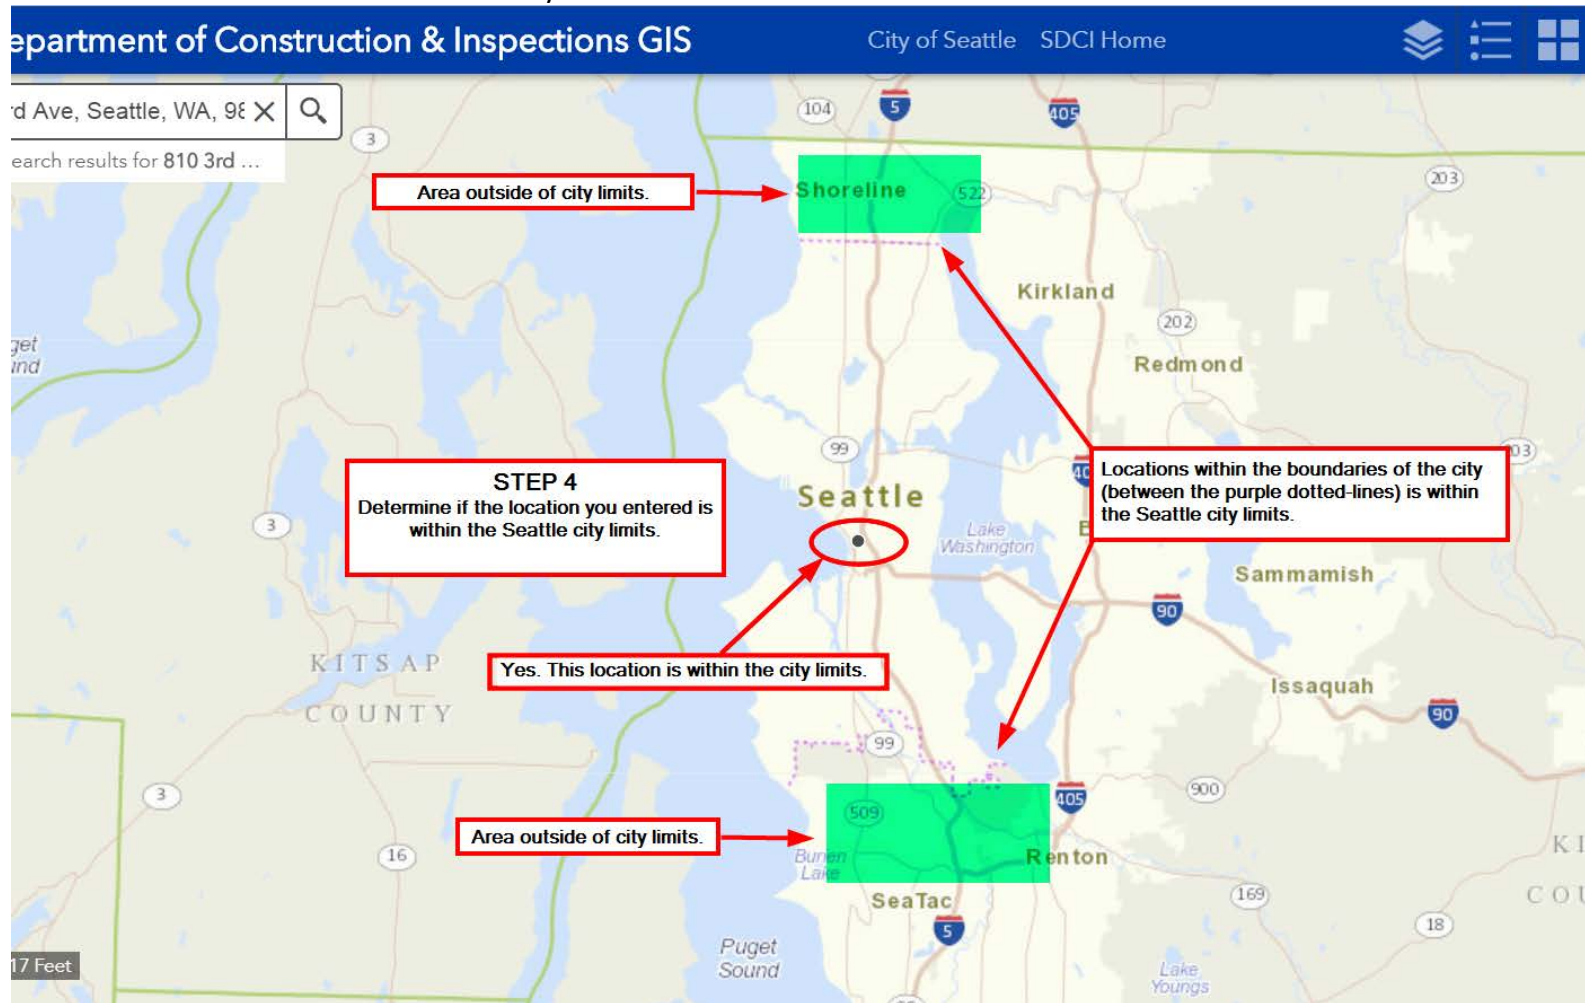 epartment of Construction & Inspections GIS
City of Seattle SDCI Home
rd Ave, Seattle, WA, 98
earch results for 810 3rd ...
104
5
405
3
203
Area outside of city limits.
Shoreline
522
Kirkland
202
Redmond
99
STEP 4
Determine if the location you entered is
within the Seattle city limits.
Seattle
Locations within the boundaries of the city
(between the purple dotted-lines) is within
the Seattle city limits.
3
Lake
Washington
Sammamish
90
KITSAP
COUNTY
Yes. This location is within the city limits.
Issaquah
90
99
3
405
900
509
Area outside of city limits.
16
Burien
Lake
Renton
SeaTac
169
18
5
Puget
Sound
17 Feet
Lake
Youngs